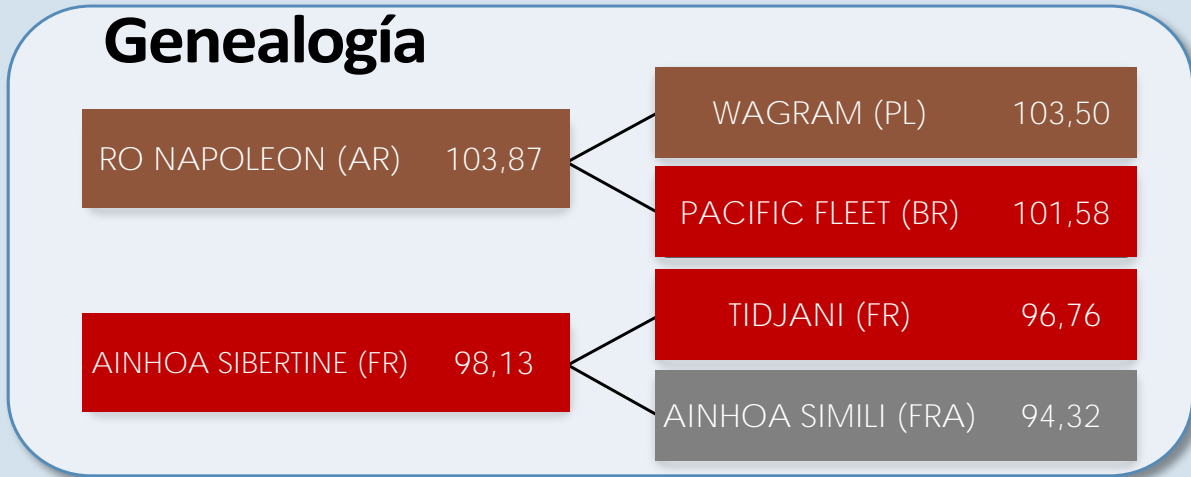 Genealogía
WAGRAM (PL) 103,50
RO NAPOLEON (AR) 103,87
PACIFIC FLEET (BR) 101,58
TIDJANI (FR) 96,76
AINHOA SIBERTINE (FR) 98,13
AINHOA SIMILI (FRA) 94,32